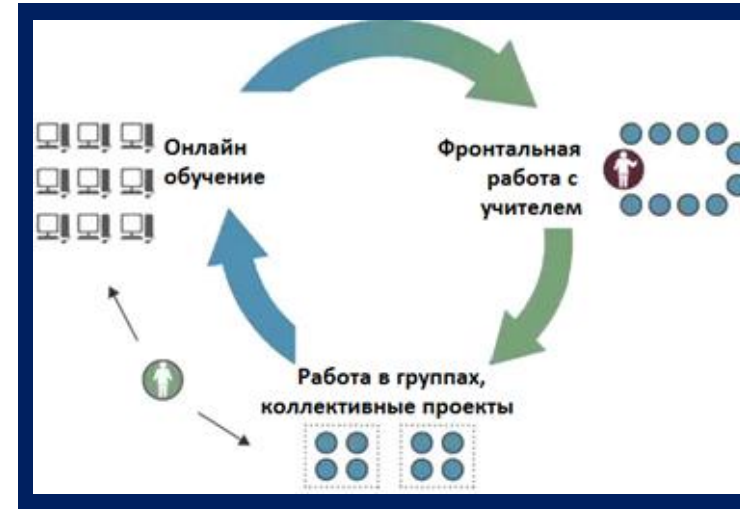 Онлайн
обучение
Фронтальная
работа с
учителем
Работа в группах,
коллективные проекты